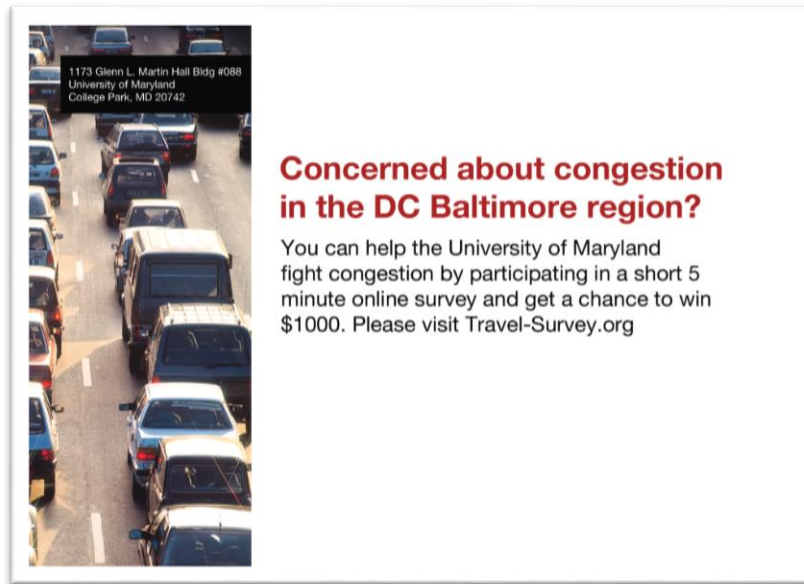 1173 Glenn L. Martin Hall Bldg #088
University of Maryland
College Park, MD 20742
Concerned about congestion
in the DC Baltimore region?
You can help the University of Maryland
fight congestion by participating in a short 5
minute online survey and get a chance to win
$1000. Please visit Travel-Survey.org